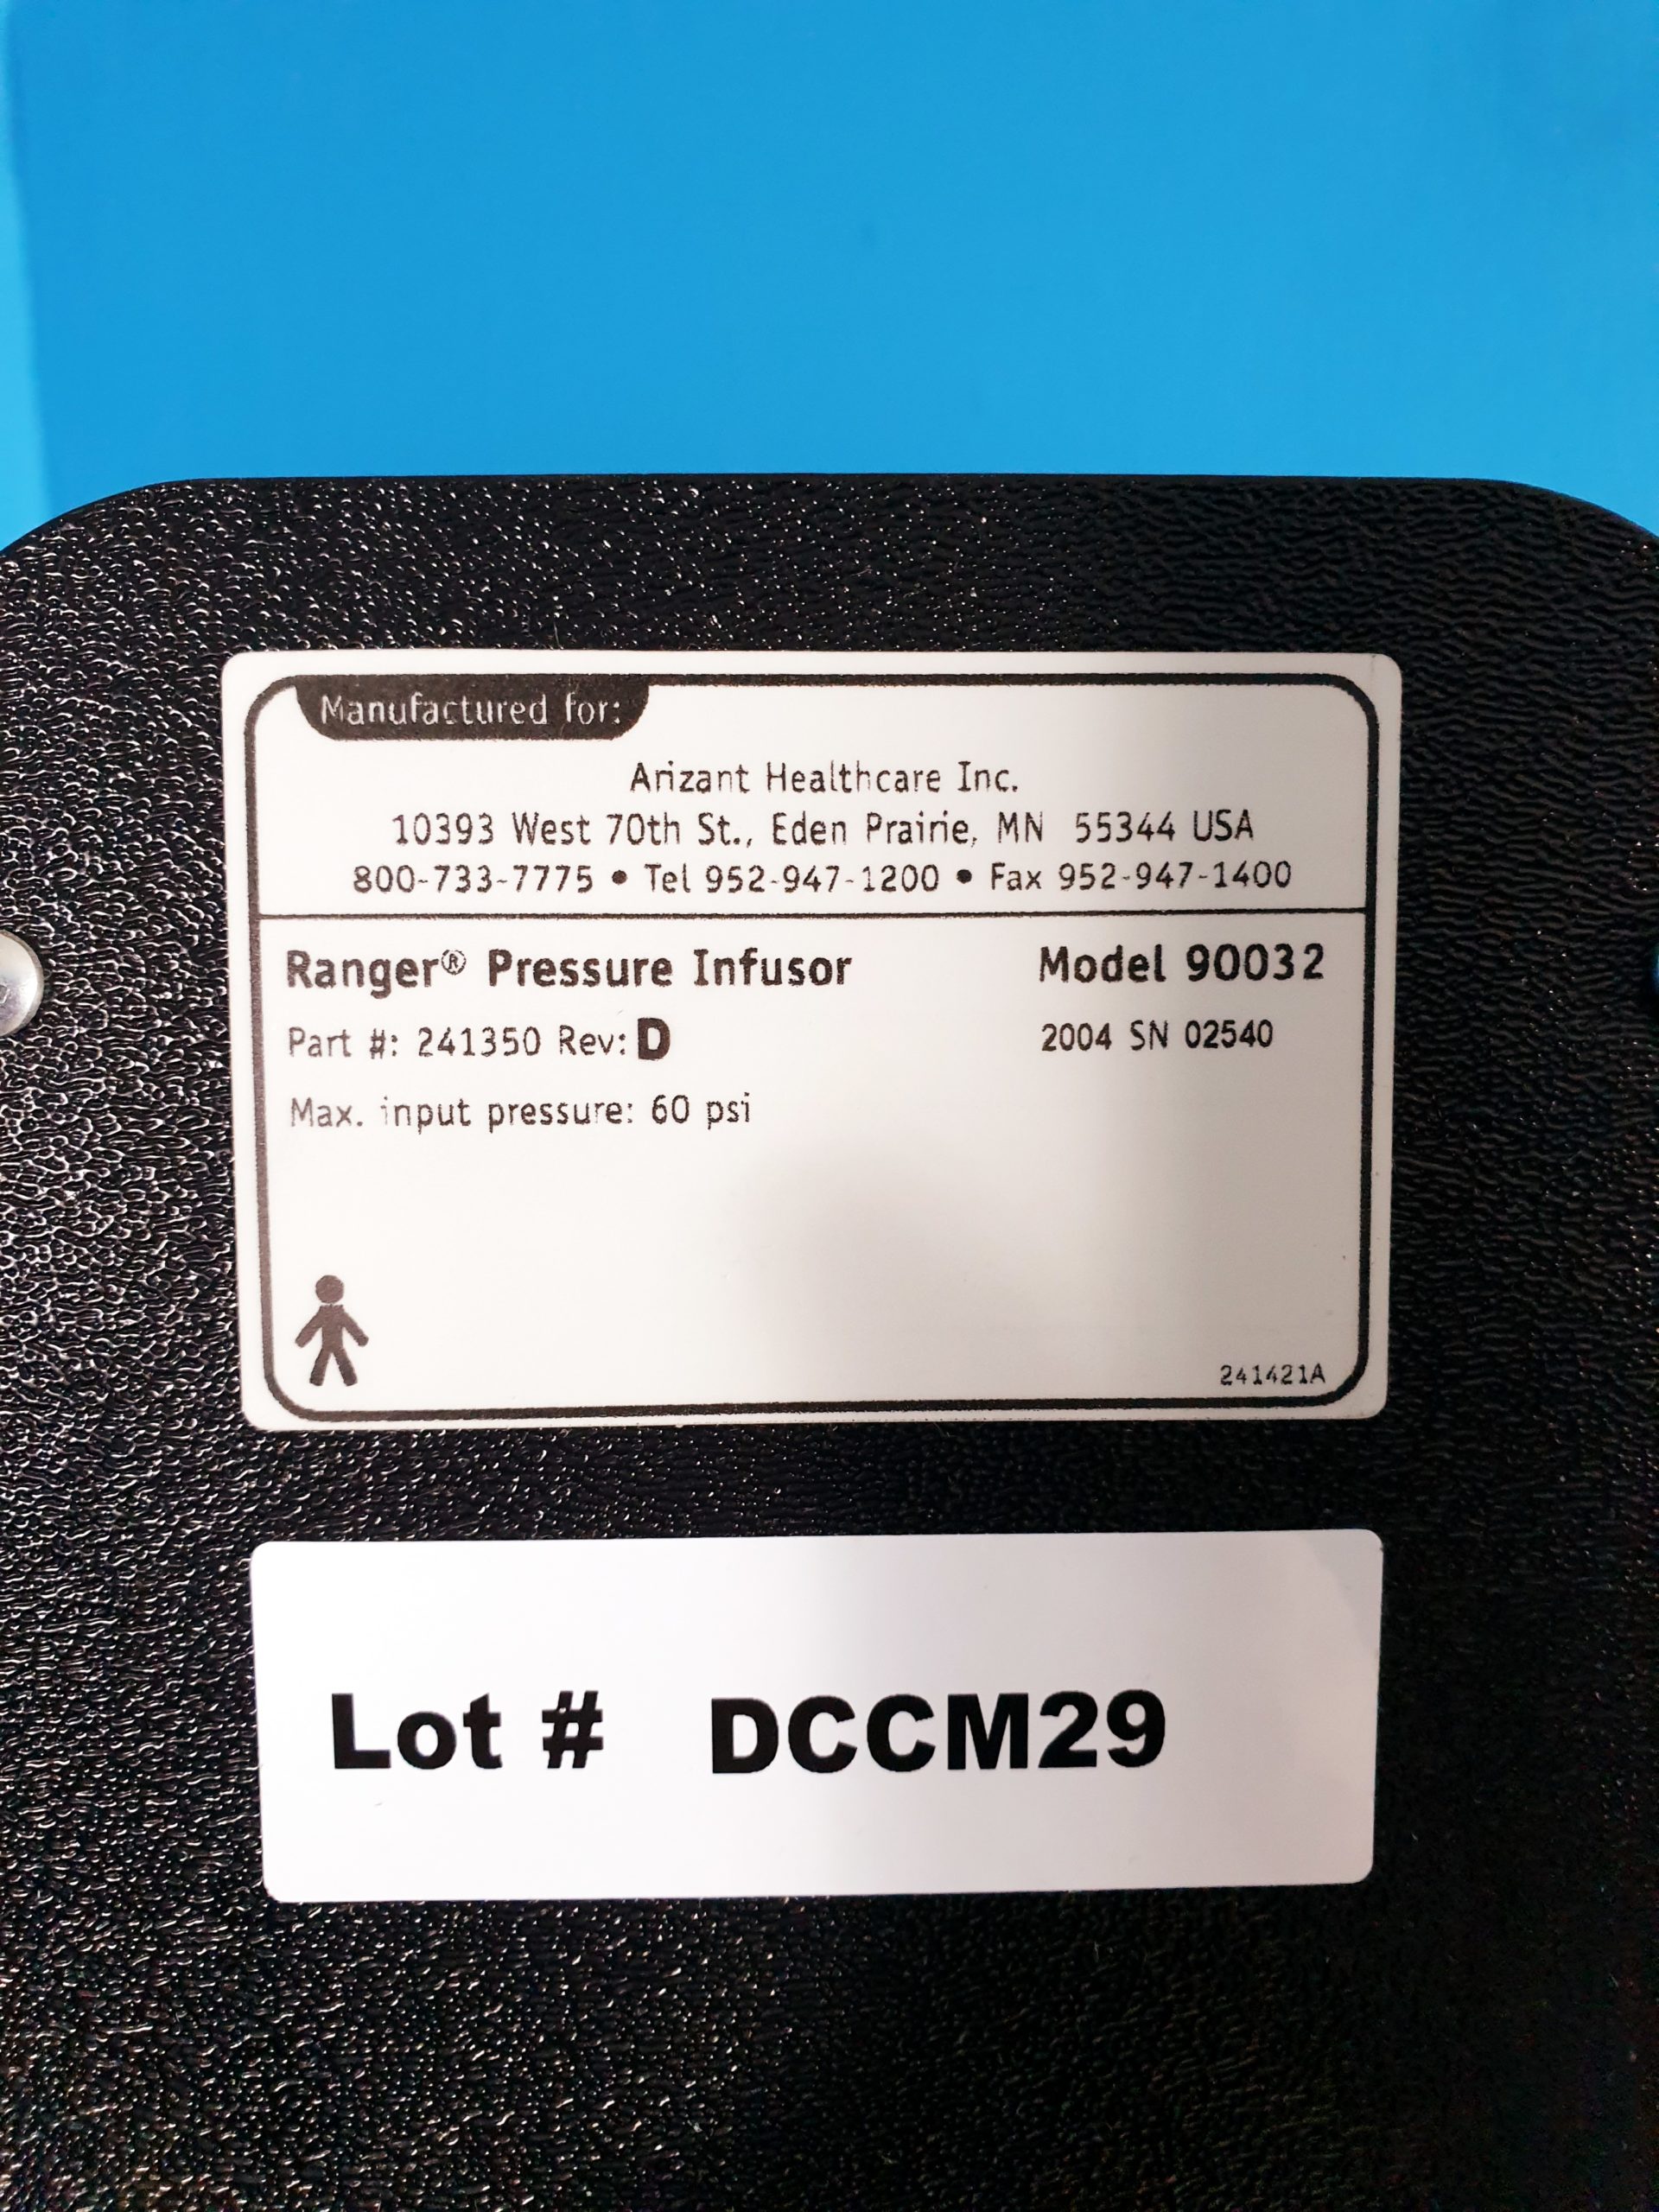 Manufactured for:
Arizant Healthcare Inc.
10393 West 70th St., Eden Prairie, MN 55344 USA
800-733-7775 • Tel 952-947-1200 • Fax 952-947-1400
Ranger® Pressure Infusor Model 90032
Part #: 241350 Rev: D 2004 SN 02540
Max. input pressure: 60 psi
241421A
Lot # DCCM29